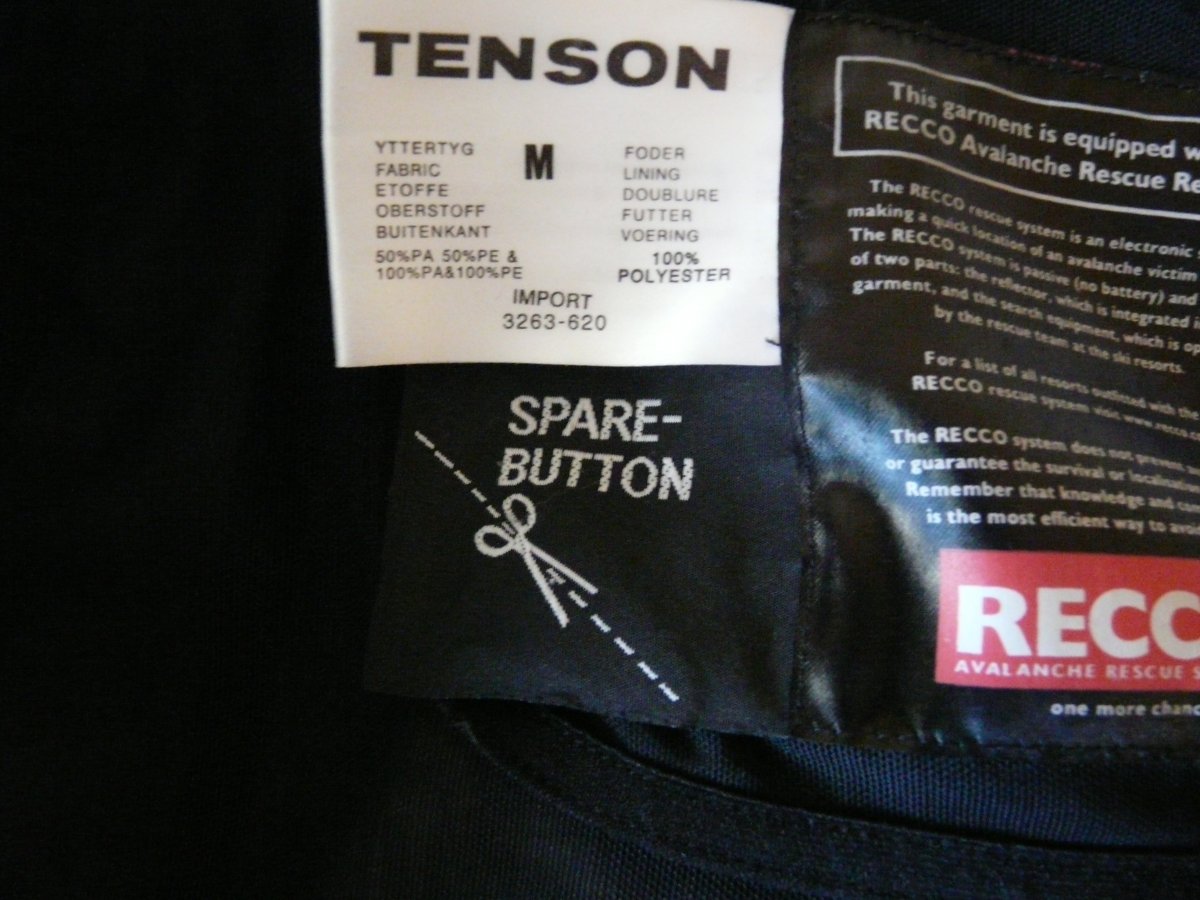 TENSON
M
YTTERTYG
FABRIC
ETOFFE
OBERSTOFF
BUITENKANT
50%PA 50%PE &
100%PA&100%PE
FODER
LINING
DOUBLURE
FUTTER
VOERING
100%
POLYESTER
IMPORT
3263-620
SPARE-
BUTTON
This garment is equipped
RECCO Avalanche Rescue
The RECCO rescue system is an electronic
making a quick location of an avalanche victim
The RECCO system is passive (no battery) and
of two parts: the reflector, which is integrated
garment, and the search equipment, which is
by the rescue team at the ski resorts.
For a list of all resorts outfitted with the
RECCO rescue system visit www.recco
The RECCO system does not prevent
or guarantee the survival or
Remember that knowledge and
is the most efficient way to
RECC
AVALANCHE RESCUE S
one more chanc